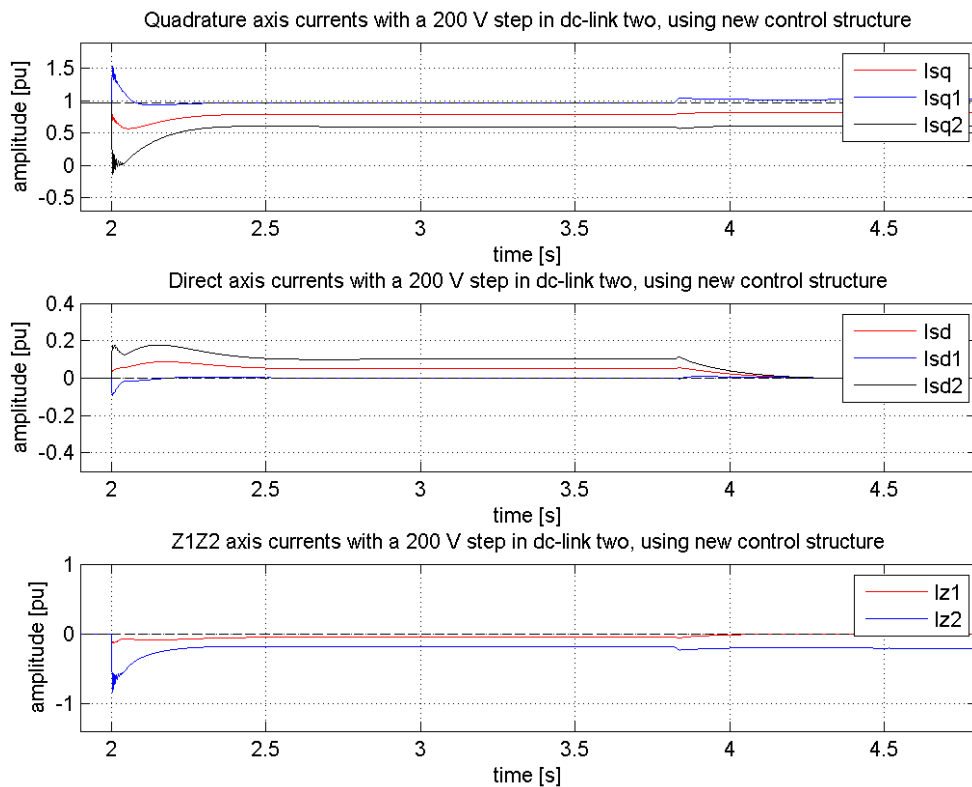 Quadrature axis currents with a 200 V step in dc-link two, using new control structure
amplitude [pu]
1.5
1
0.5
0
-0.5
2
2.5
3
3.5
4
4.5
time [s]
Isq
Isq1
Isq2
Direct axis currents with a 200 V step in dc-link two, using new control structure
amplitude [pu]
0.4
0.2
0
-0.2
-0.4
2
2.5
3
3.5
4
4.5
time [s]
Isd
Isd1
Isd2
Z1Z2 axis currents with a 200 V step in dc-link two, using new control structure
amplitude [pu]
1
0
-1
2
2.5
3
3.5
4
4.5
time [s]
Iz1
Iz2